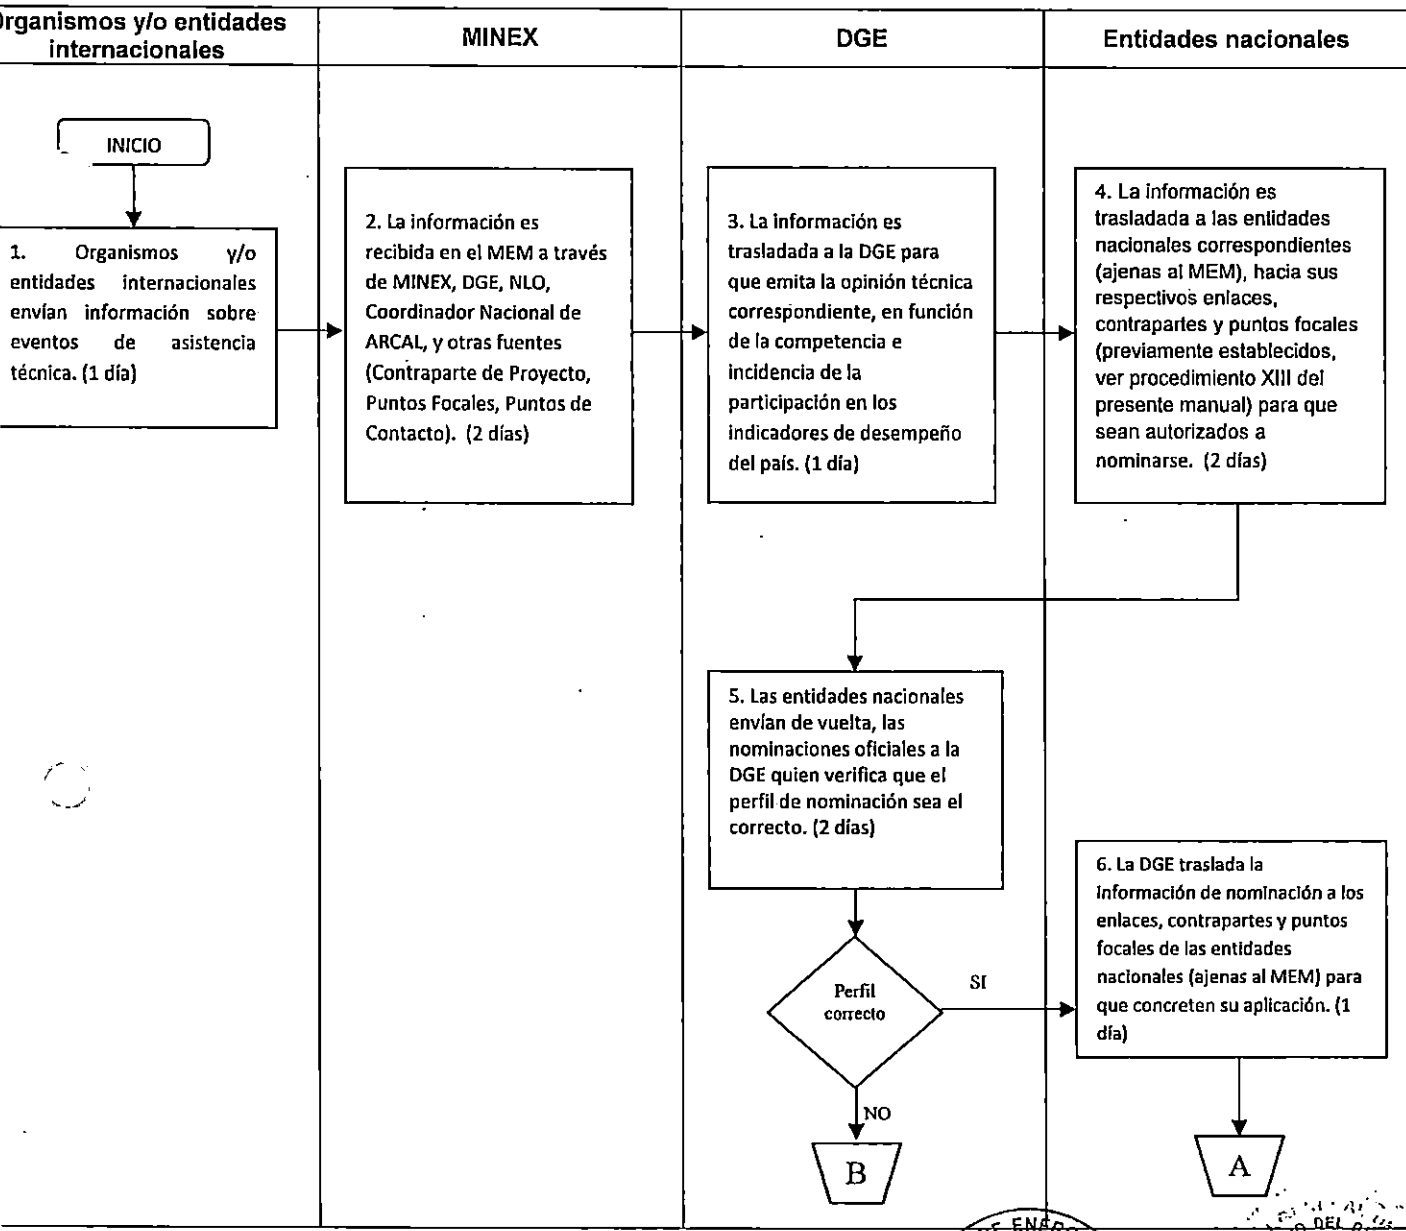 Organismos y/o entidades
internacionales
MINEX
DGE
Entidades nacionales
INICIO
1. Organismos y/o
entidades internacionales
envían información sobre
eventos de asistencia
técnica. (1 día)
2. La información es
recibida en el MEM a través
de MINEX, DGE, NLO,
Coordinador Nacional de
ARCAL, y otras fuentes
(Contraparte de Proyecto,
Puntos Focales, Puntos de
Contacto). (2 días)
3. La información es
trasladada a la DGE para
que emita la opinión técnica
correspondiente, en función
de la competencia e
incidencia de la
participación en los
indicadores de desempeño
del país. (1 día)
4. La información es
trasladada a las entidades
nacionales correspondientes
(ajenas al MEM), hacia sus
respectivos enlaces,
contrapartes y puntos focales
(previamente establecidos,
ver procedimiento XIII del
presente manual) para que
sean autorizados a
nominarse. (2 días)
5. Las entidades nacionales
envían de vuelta, las
nominaciones oficiales a la
DGE quien verifica que el
perfil de nominación sea el
correcto. (2 días)
Perfil
correcto
SI
NO
6. La DGE traslada la
información de nominación a los
enlaces, contrapartes y puntos
focales de las entidades
nacionales (ajenas al MEM) para
que concreten su aplicación. (1
día)
B
A
ENERG
DEL